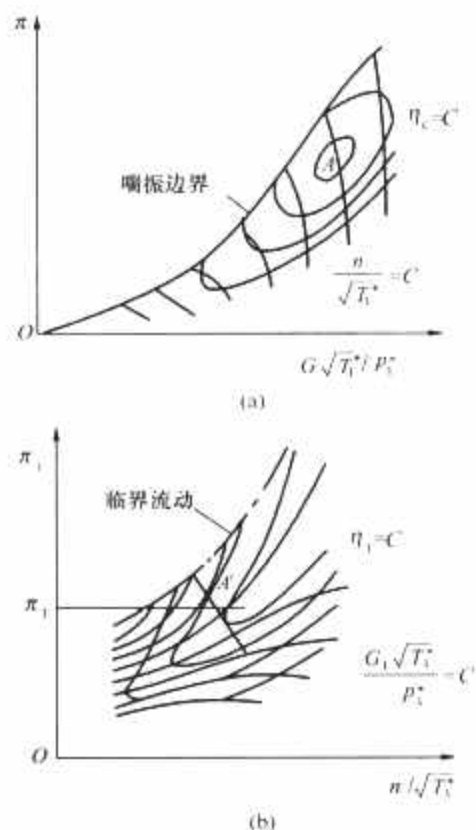 π
η_c=C
A
喘振边界
n/√T₁* =C
O
G√T₁*/p₁*
(a)
π_T
临界流动
η_T=C
A'
π_T
G_T√T₃*/p₃* =C
O
n/√T₃*
(b)